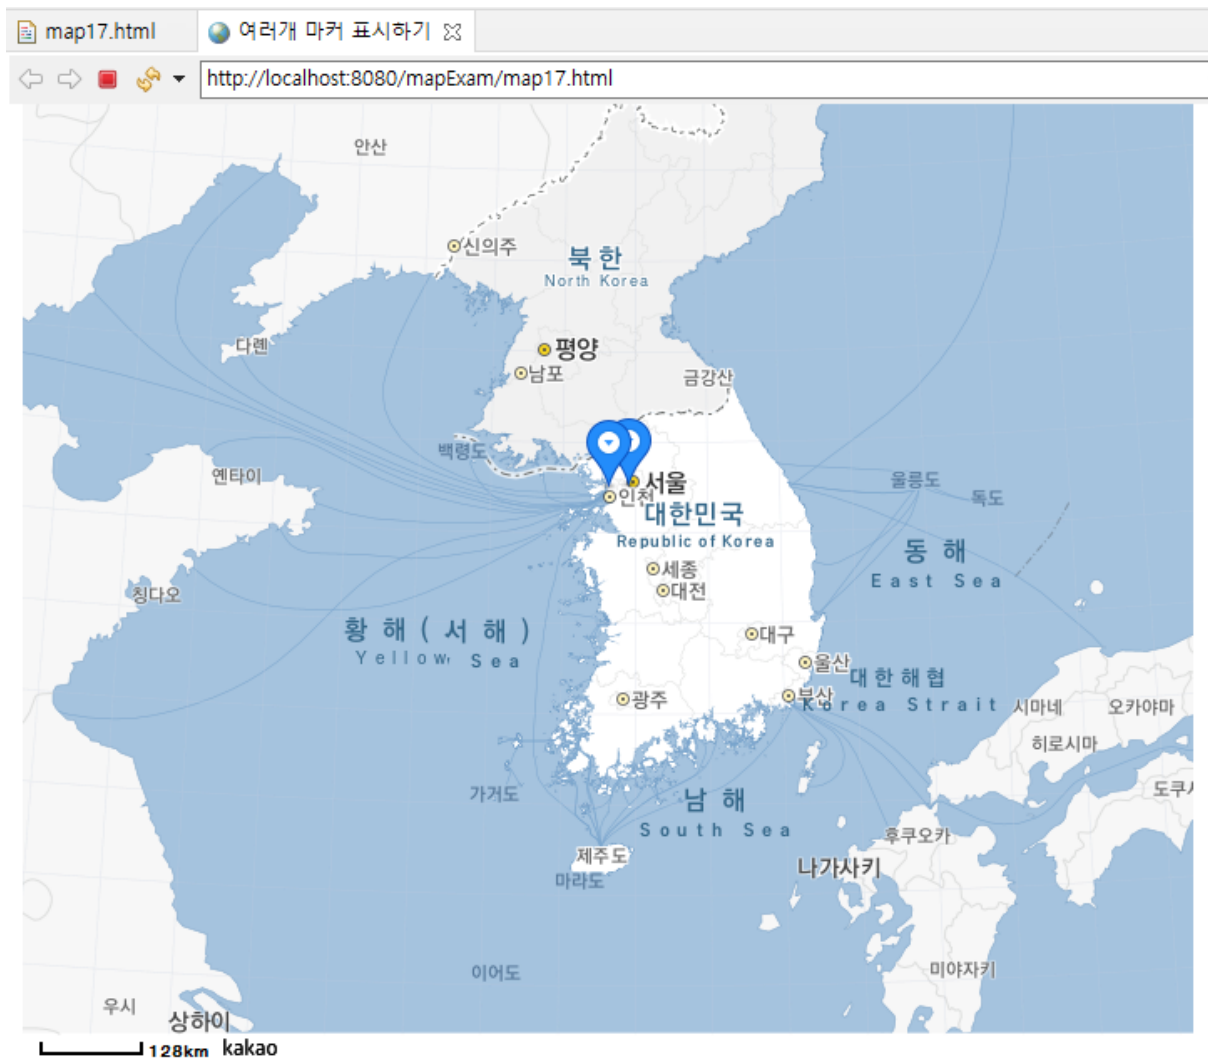 map17.html
여러개 마커 표시하기
http://localhost:8080/mapExam/map17.html
안산
신의주
북한
North Korea
다롄
평양
남포
금강산
백령도
옌타이
서울
인천
울릉도
독도
대한민국
Republic of Korea
동해
East Sea
세종
대전
칭다오
황해(서해)
Yellow Sea
대구
울산
대한해협
부산
Korea Strait
광주
시마네
오카야마
히로시마
가거도
남해
South Sea
도쿠시
후쿠오카
제주도
나가사키
마라도
이어도
미야자키
우시
상하이
128km kakao